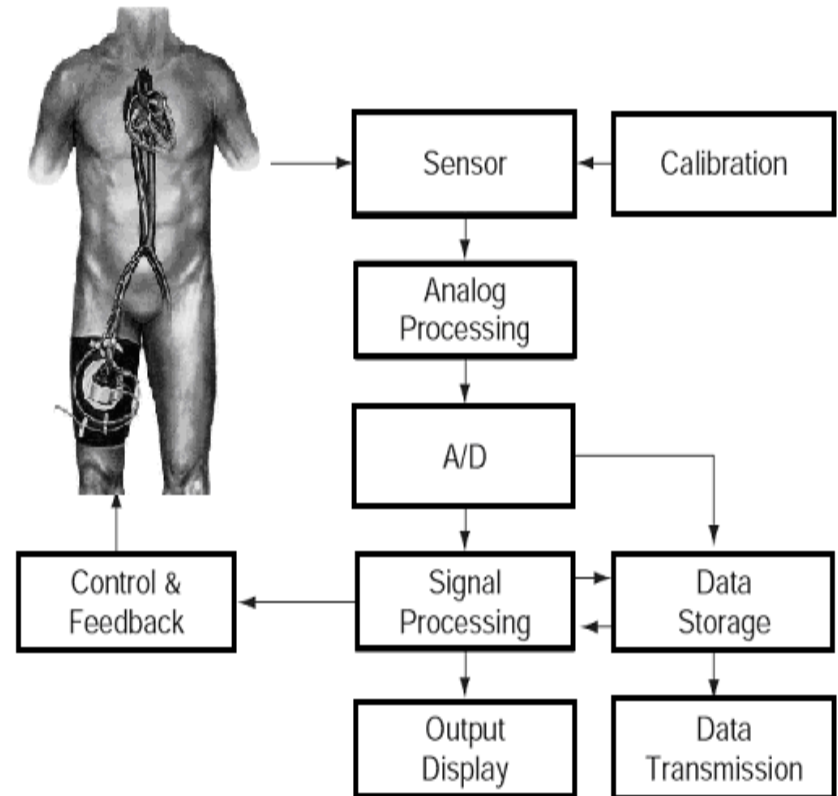 Sensor
Calibration
Analog
Processing
A/D
Control &
Feedback
Signal
Processing
Data
Storage
Output
Display
Data
Transmission